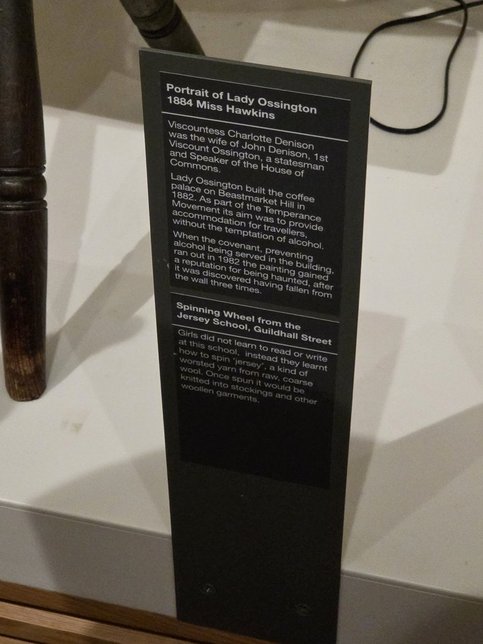 Portrait of Lady Ossington
1884 Miss Hawkins
Viscountess Charlotte Denison
was the wife of John Denison, 1st
Viscount Ossington, a statesman
and Speaker of the House of
Commons.
Lady Ossington built the coffee
palace on Beastmarket Hill in
1882. As part of the Temperance
Movement its aim was to provide
accommodation for travellers,
without the temptation of alcohol.
When the covenant, preventing
alcohol being served in the building,
ran out in 1982 the painting gained
a reputation for being haunted, after
it was discovered having fallen from
the wall three times.
Spinning Wheel from the
Jersey School, Guildhall Street
Girls did not learn to read or write
at this school, instead they learnt
how to spin 'jersey', a kind of
worsted yarn from raw, coarse
wool. Once spun it would be
knitted into stockings and other
woollen garments.